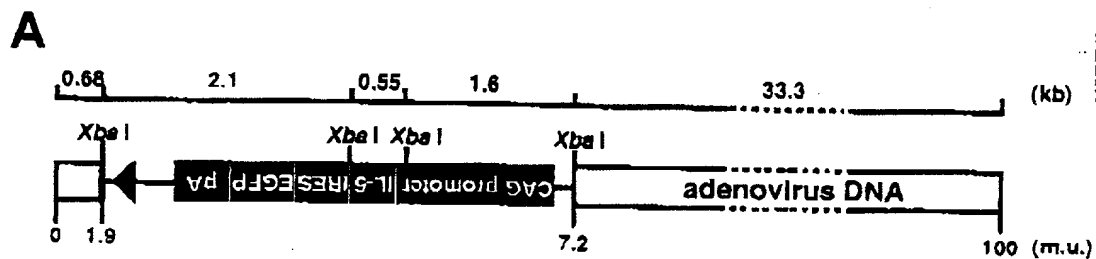 A
0.68 2.1 0.55 1.6 33.3 (kb)
Xba I Xba I Xba I Xba I
CAG promoter IL-5 IRES EGFP pA adenovirus DNA
0 1.9 7.2 100 (m.u.)